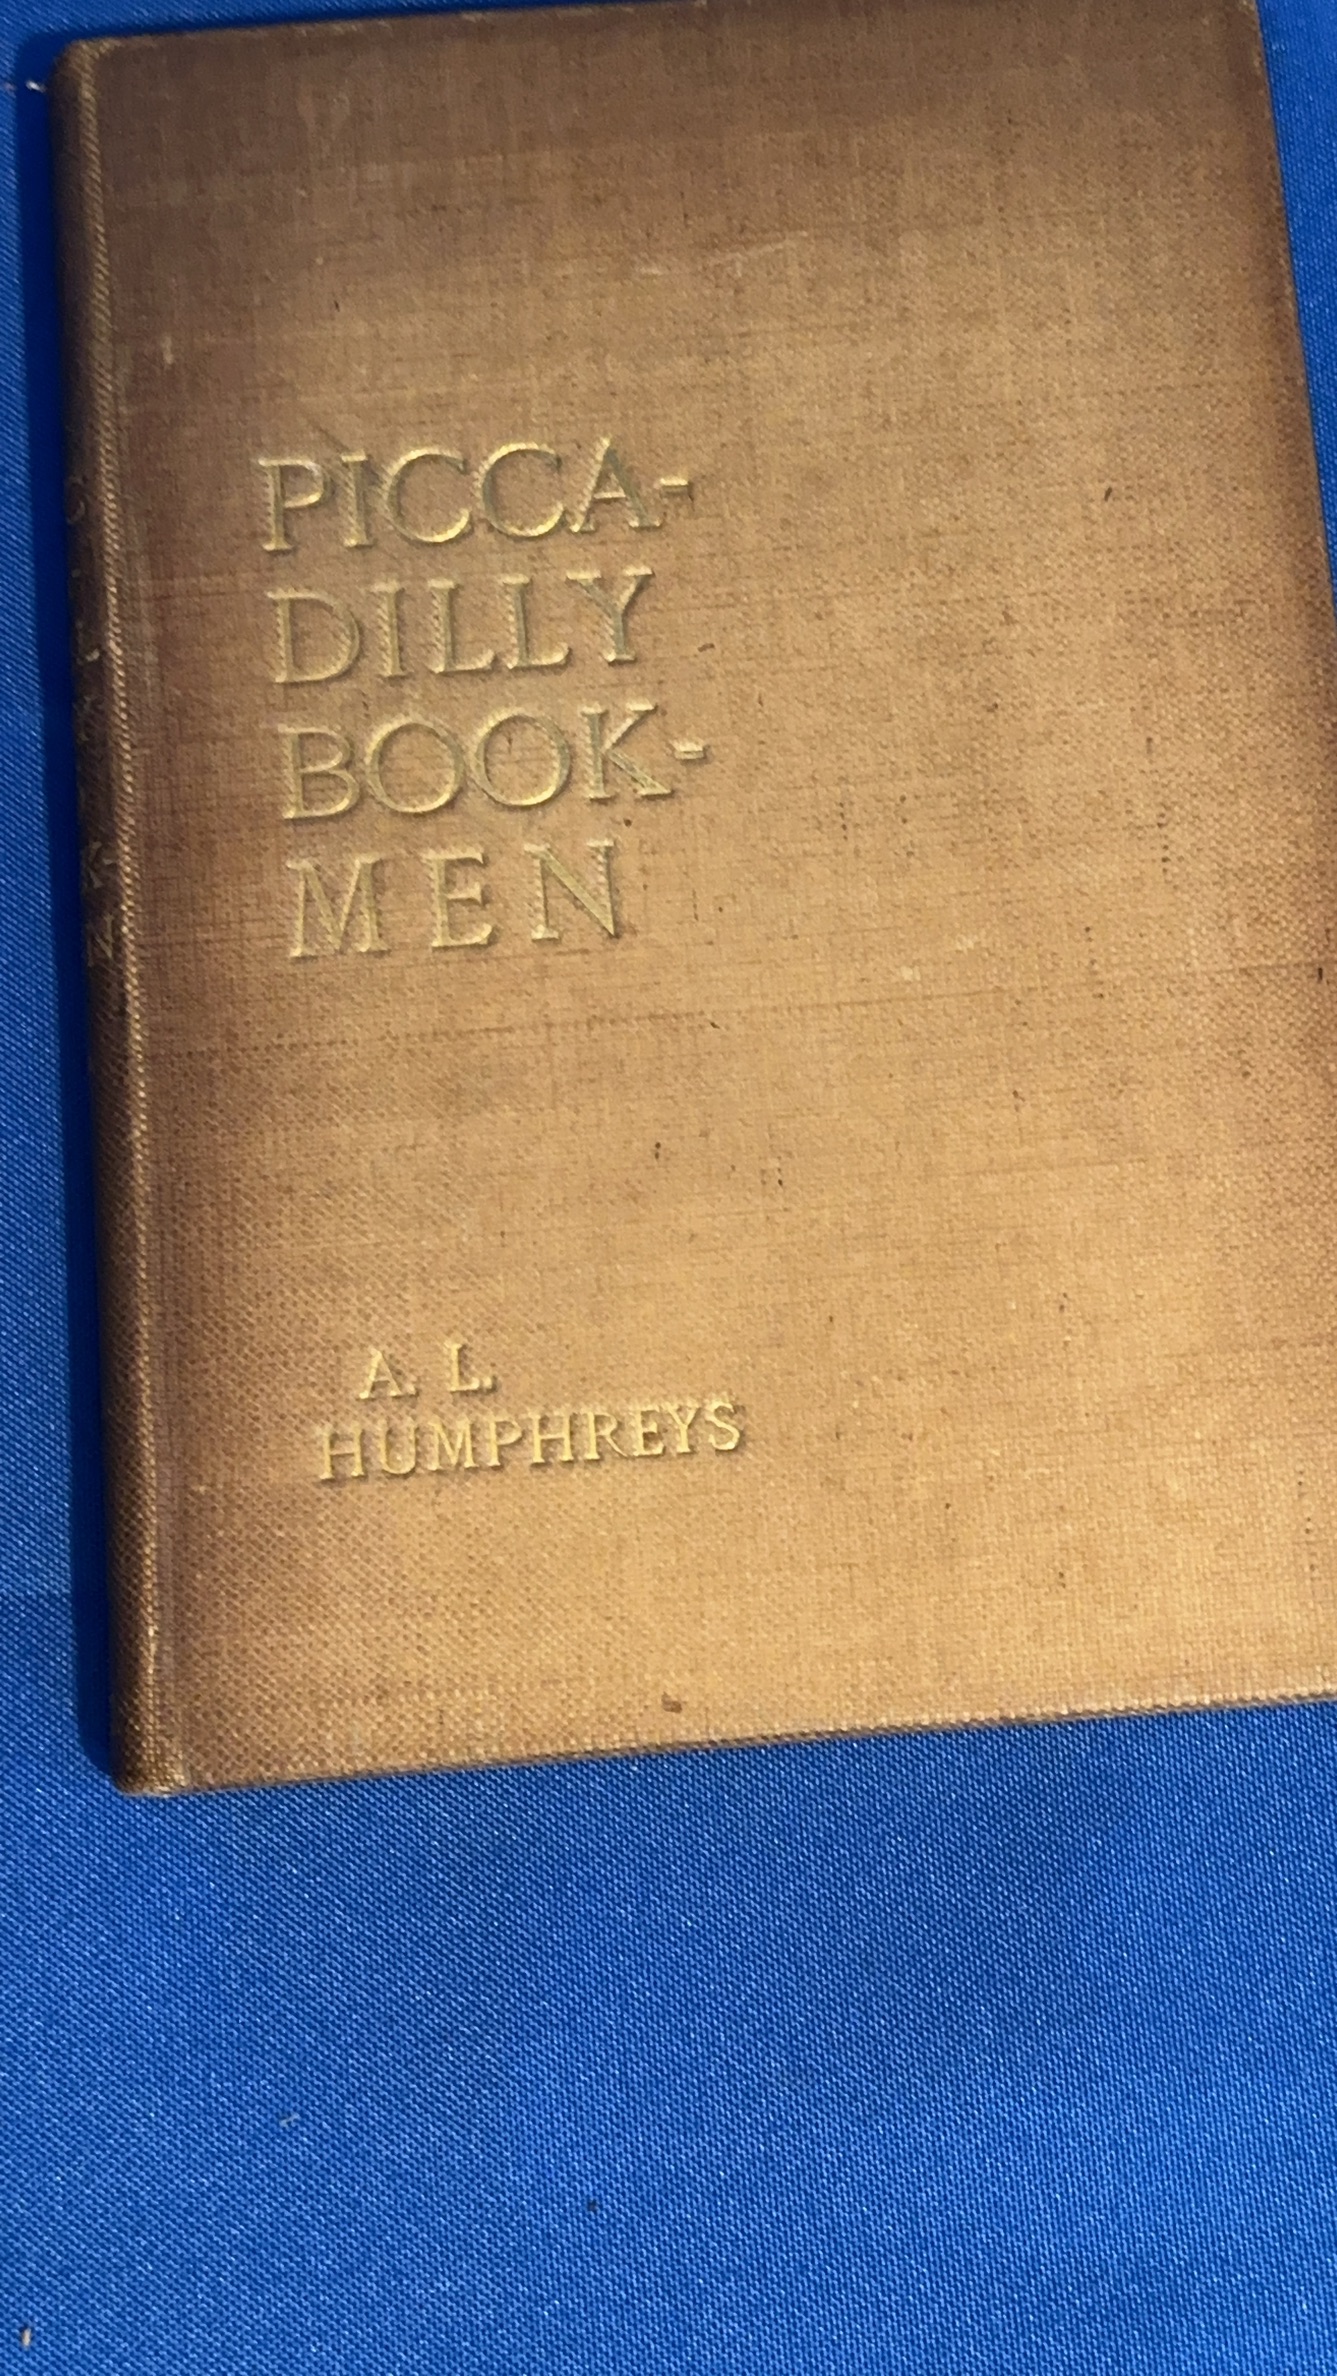 PICCA-
DILLY
BOOK-
MEN
A. L.
HUMPHREYS